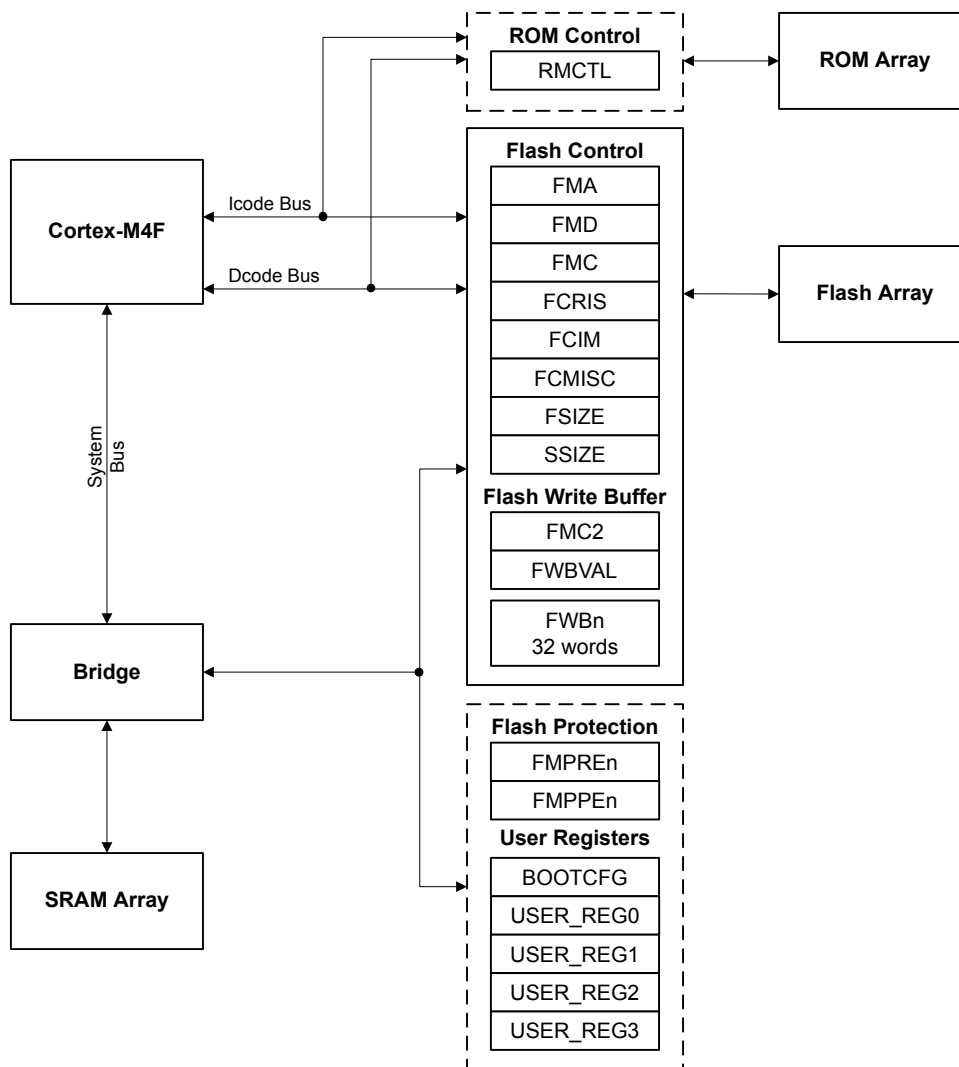 ROM Control
RMCTL
ROM Array
Flash Control
FMA
FMD
FMC
FCRIS
FCIM
FCMISC
FSIZE
SSIZE
Flash Write Buffer
FMC2
FWBVAL
FWBn
32 words
Cortex-M4F
Icode Bus
Dcode Bus
Flash Array
System
Bus
Bridge
SRAM Array
Flash Protection
FMPREn
FMPPEn
User Registers
BOOTCFG
USER_REG0
USER_REG1
USER_REG2
USER_REG3